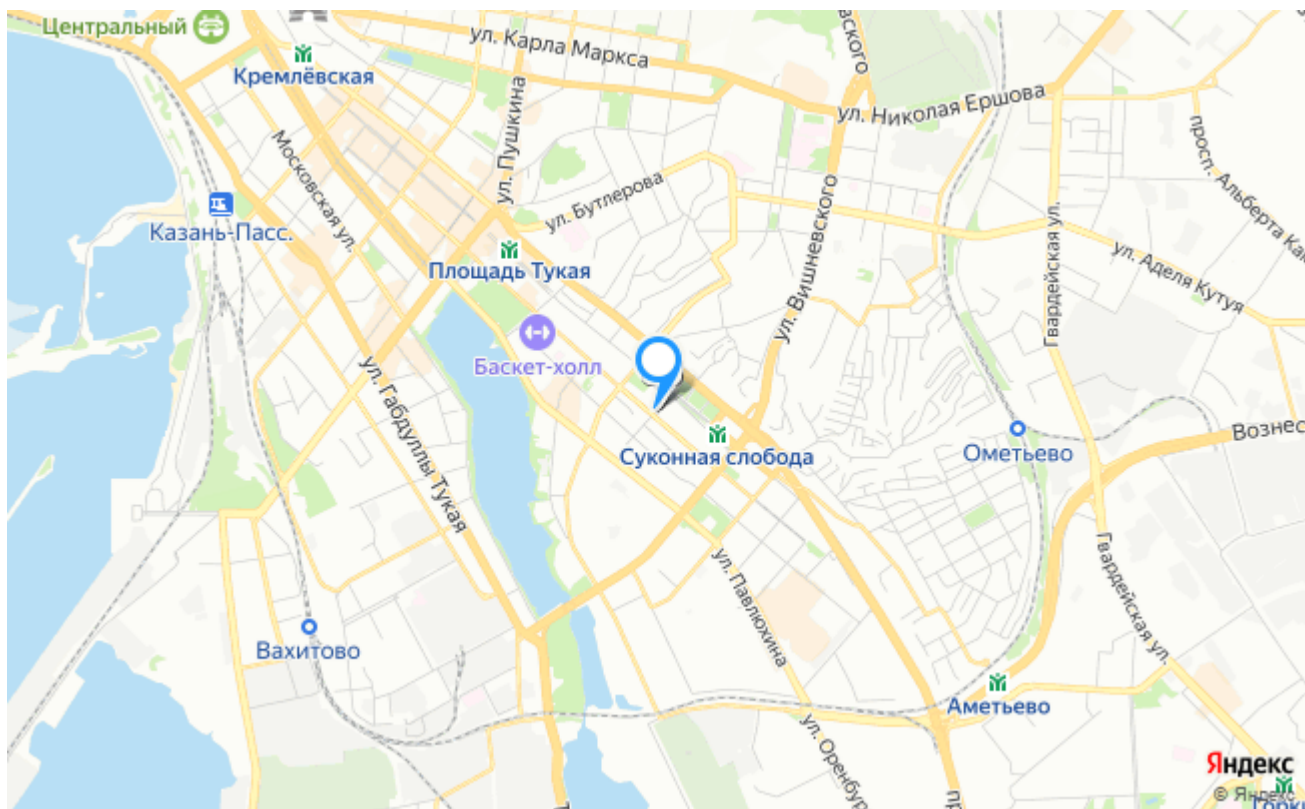 Центральный
ул. Карла Маркса
Кремлёвская
ул. Пушкина
ул. Николая Ершова
Московская ул.
ул. Бутлерова
просп. Альберта
Казань-Пасс.
Площадь Тукая
ул. Вишневского
Гвардейская ул.
ул. Аделя Кутуя
Баскет-холл
ул. Габдуллы Тукая
Суконная слобода
Ометьево
Вознес
ул. Павлюхина
Гвардейская ул.
Вахитово
Аметьево
ул. Оренбур
Яндекс
© Яндекс